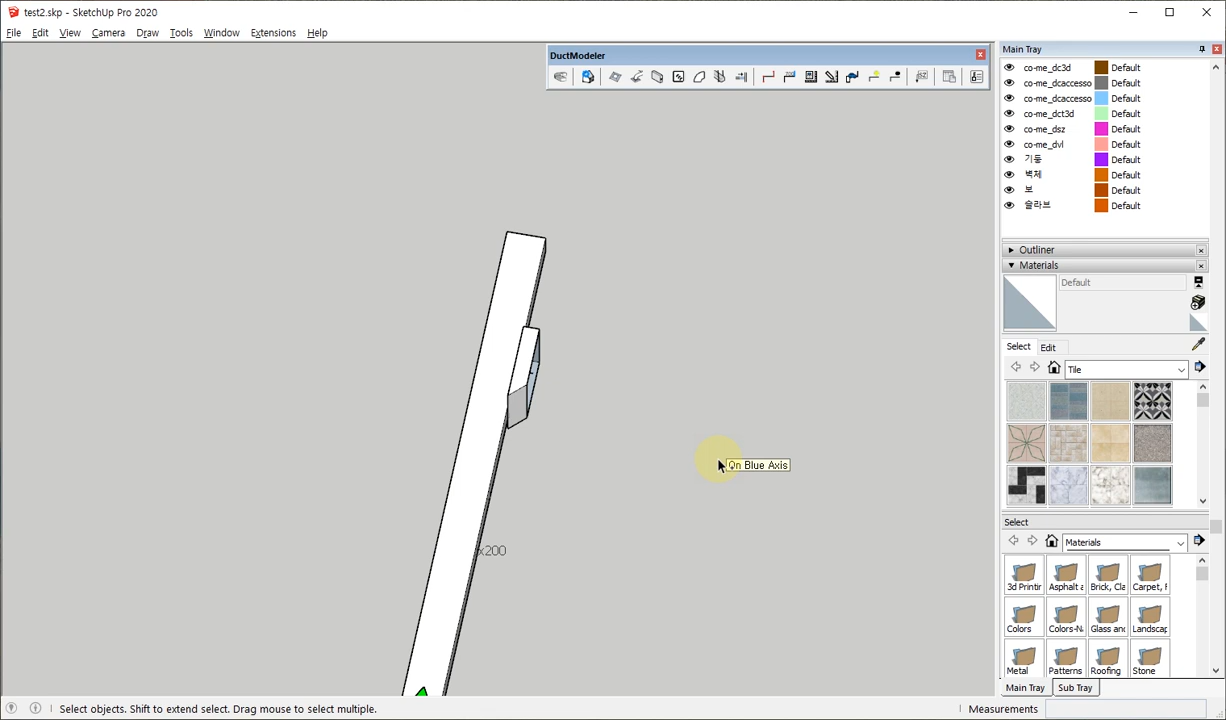 test2.skp - SketchUp Pro 2020
File Edit View Camera Draw Tools Window Extensions Help
DuctModeler
Main Tray
co-me_dc3d Default
co-me_dcaccesso Default
co-me_dcaccesso Default
co-me_dct3d Default
co-me_dsz Default
co-me_dvl Default
기둥 Default
벽체 Default
보 Default
슬라브 Default
Outliner
Materials
Default
Select Edit
Tile
On Blue Axis
x200
Select
Materials
3d Printir Asphalt a Brick, Cla Carpet, F
Colors Colors-N Glass and Landscap
Metal Patterns Roofing Stone
Main Tray Sub Tray
Select objects. Shift to extend select. Drag mouse to select multiple.
Measurements